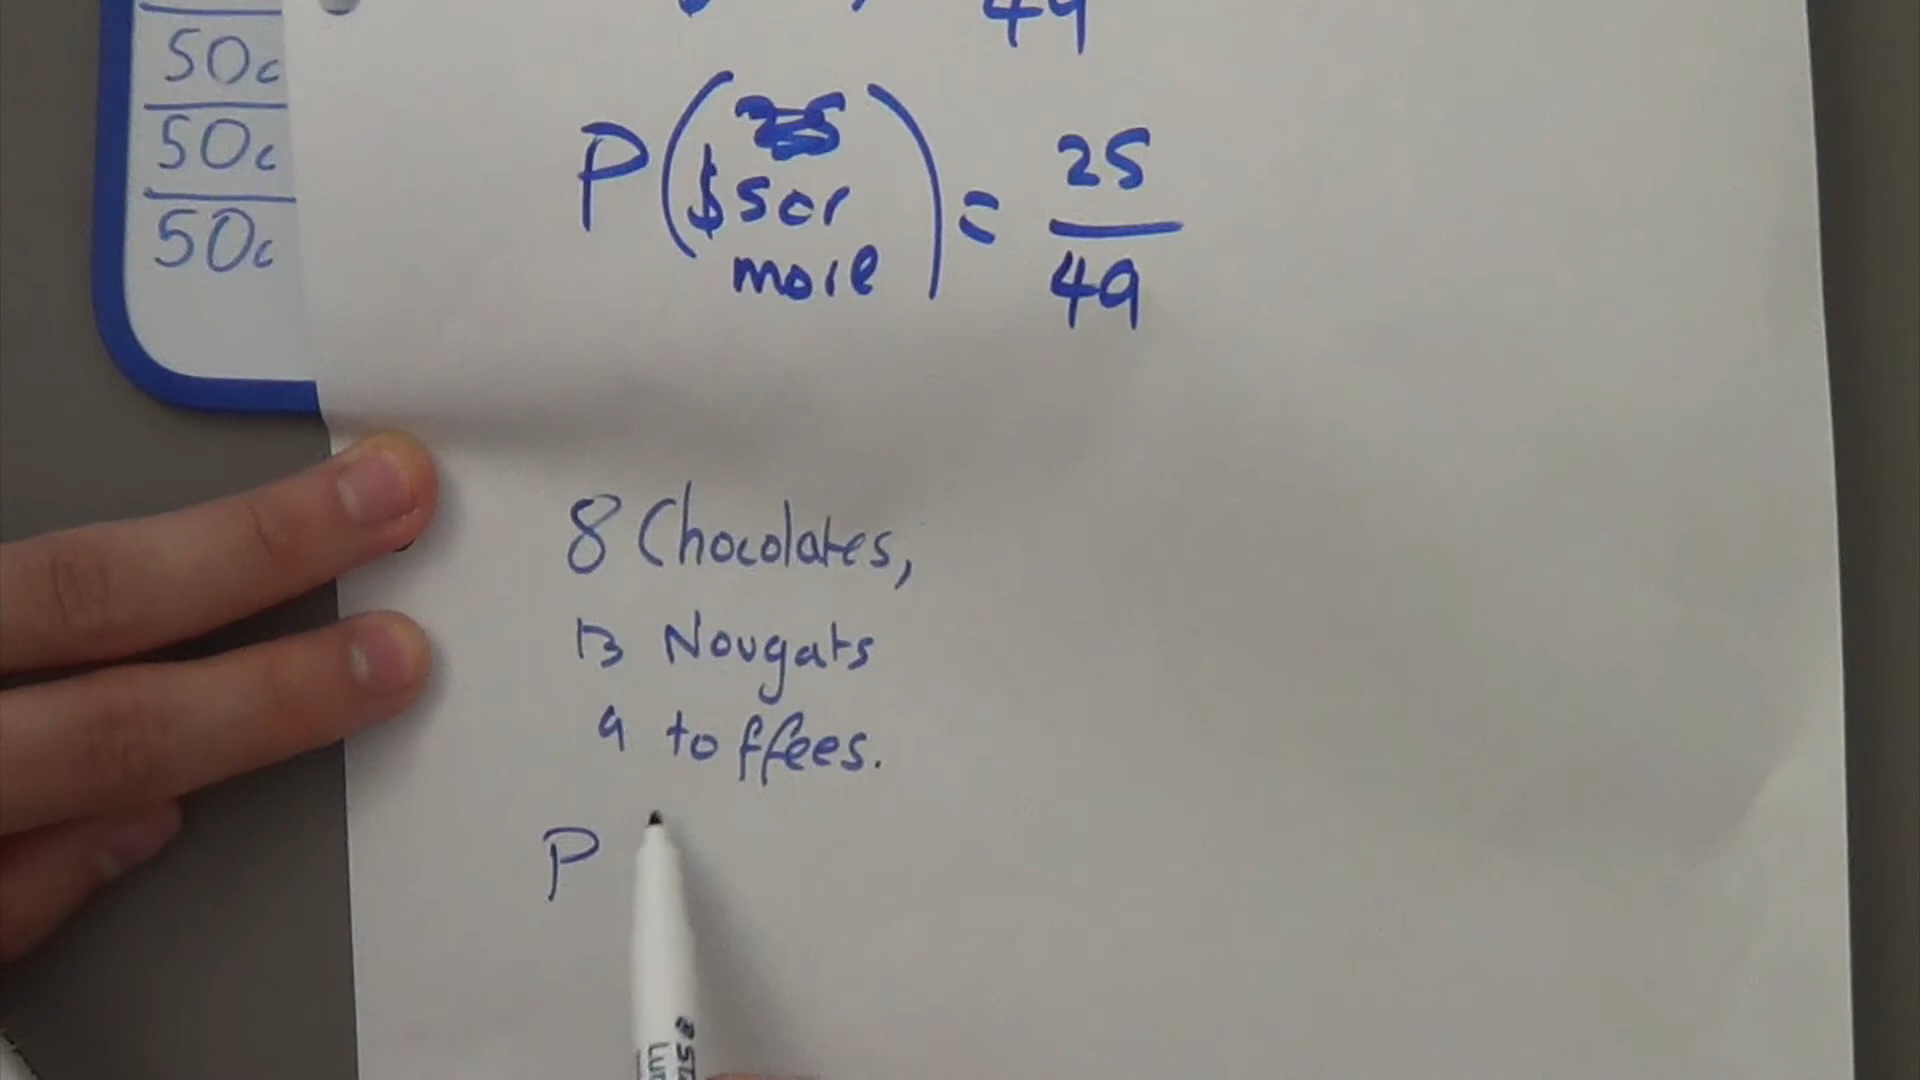 49
50c
50c
50c
P($5 or more) = 25/49
8 Chocolates,
13 Nougats
9 toffees.
P